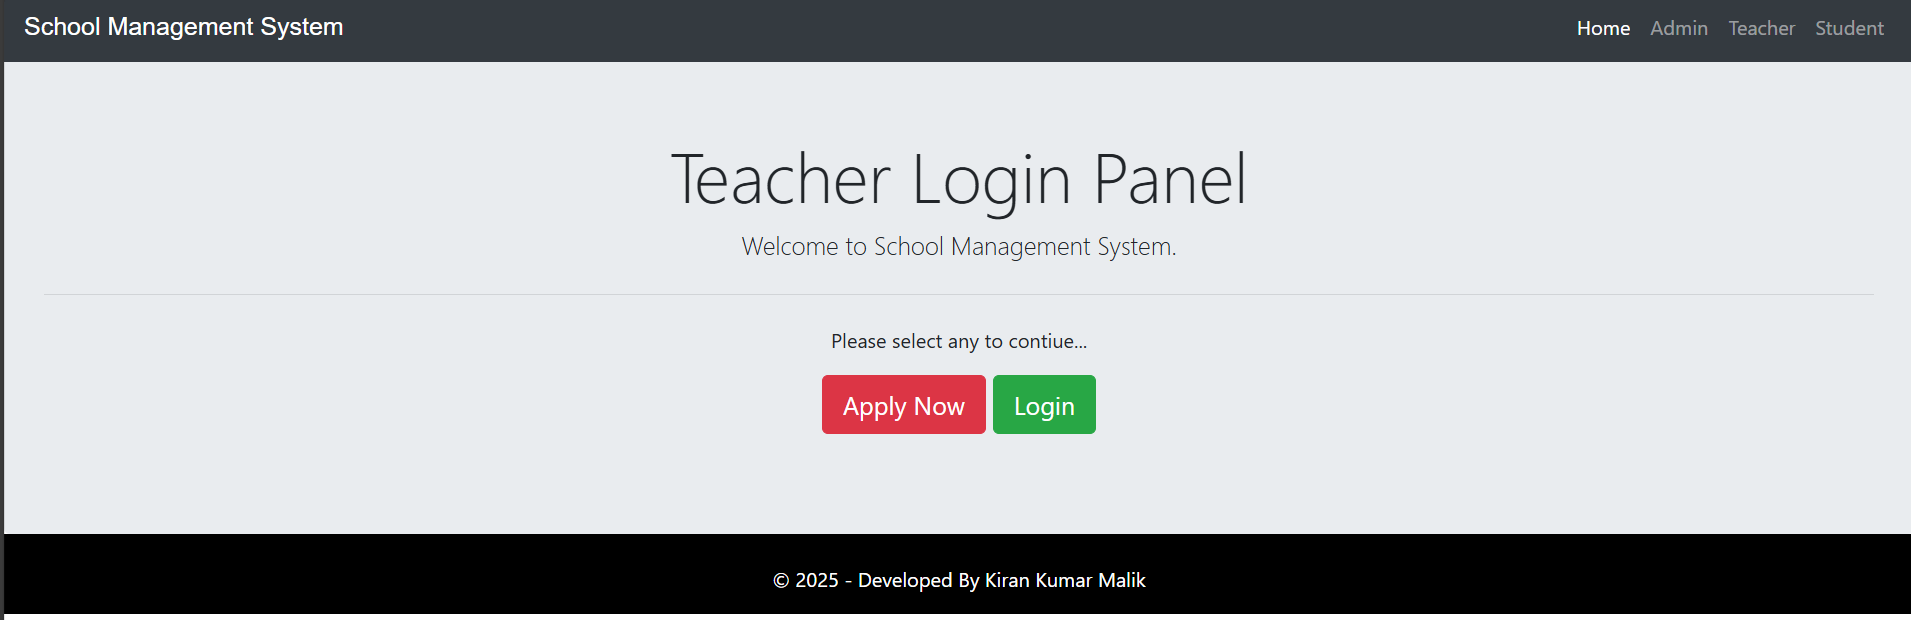 School Management System
Home Admin Teacher Student
Teacher Login Panel
Welcome to School Management System.
Please select any to contiue...
Apply Now Login
© 2025 - Developed By Kiran Kumar Malik